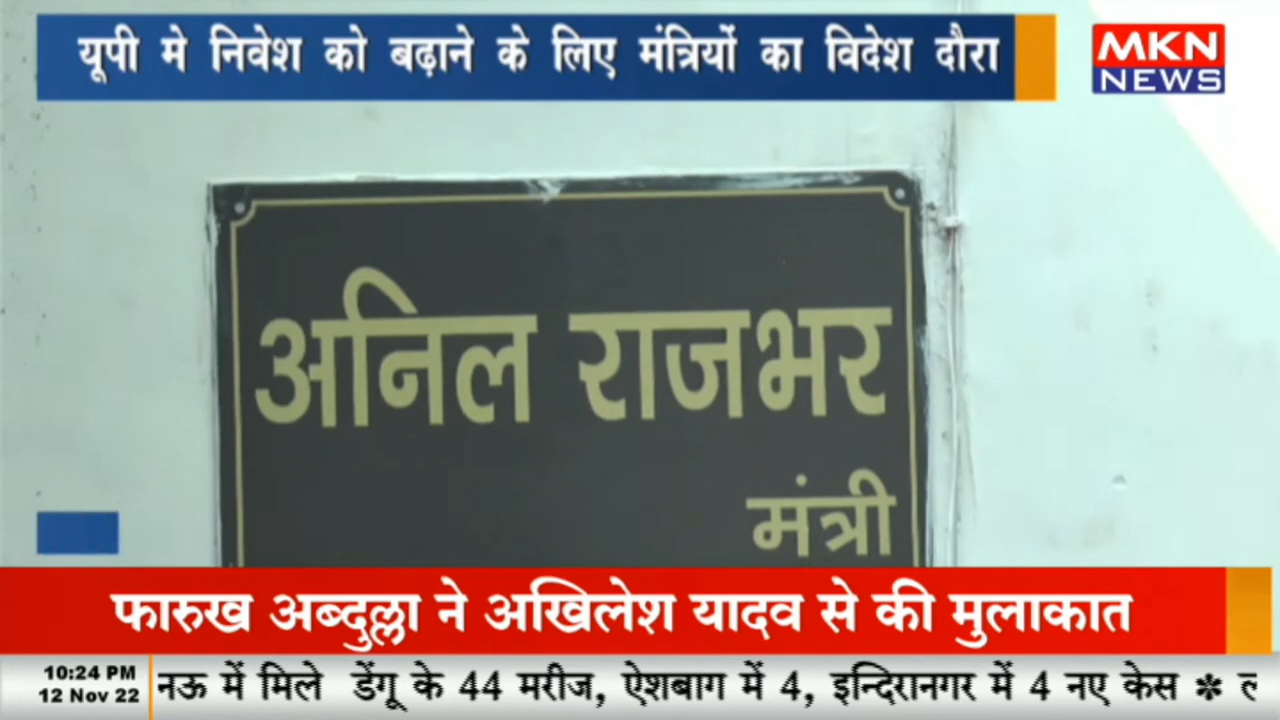 यूपी मे निवेश को बढ़ाने के लिए मंत्रियों का विदेश दौरा
MKN
NEWS
अनिल राजभर
मंत्री
फारुख अब्दुल्ला ने अखिलेश यादव से की मुलाकात
10:24 PM
12 Nov 22
नऊ में मिले डेंगू के 44 मरीज, ऐशबाग में 4, इन्दिरानगर में 4 नए केस ✻